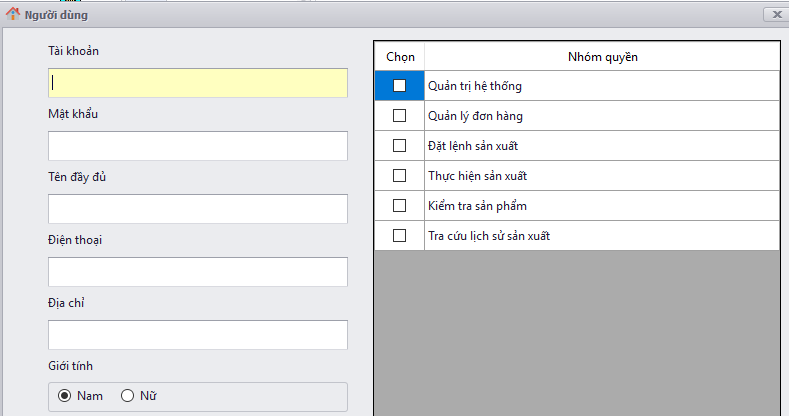 Người dùng
Tài khoản
Mật khẩu
Tên đầy đủ
Điện thoại
Địa chỉ
Giới tính
Nam
Nữ
Chọn Nhóm quyền
Quản trị hệ thống
Quản lý đơn hàng
Đặt lệnh sản xuất
Thực hiện sản xuất
Kiểm tra sản phẩm
Tra cứu lịch sử sản xuất